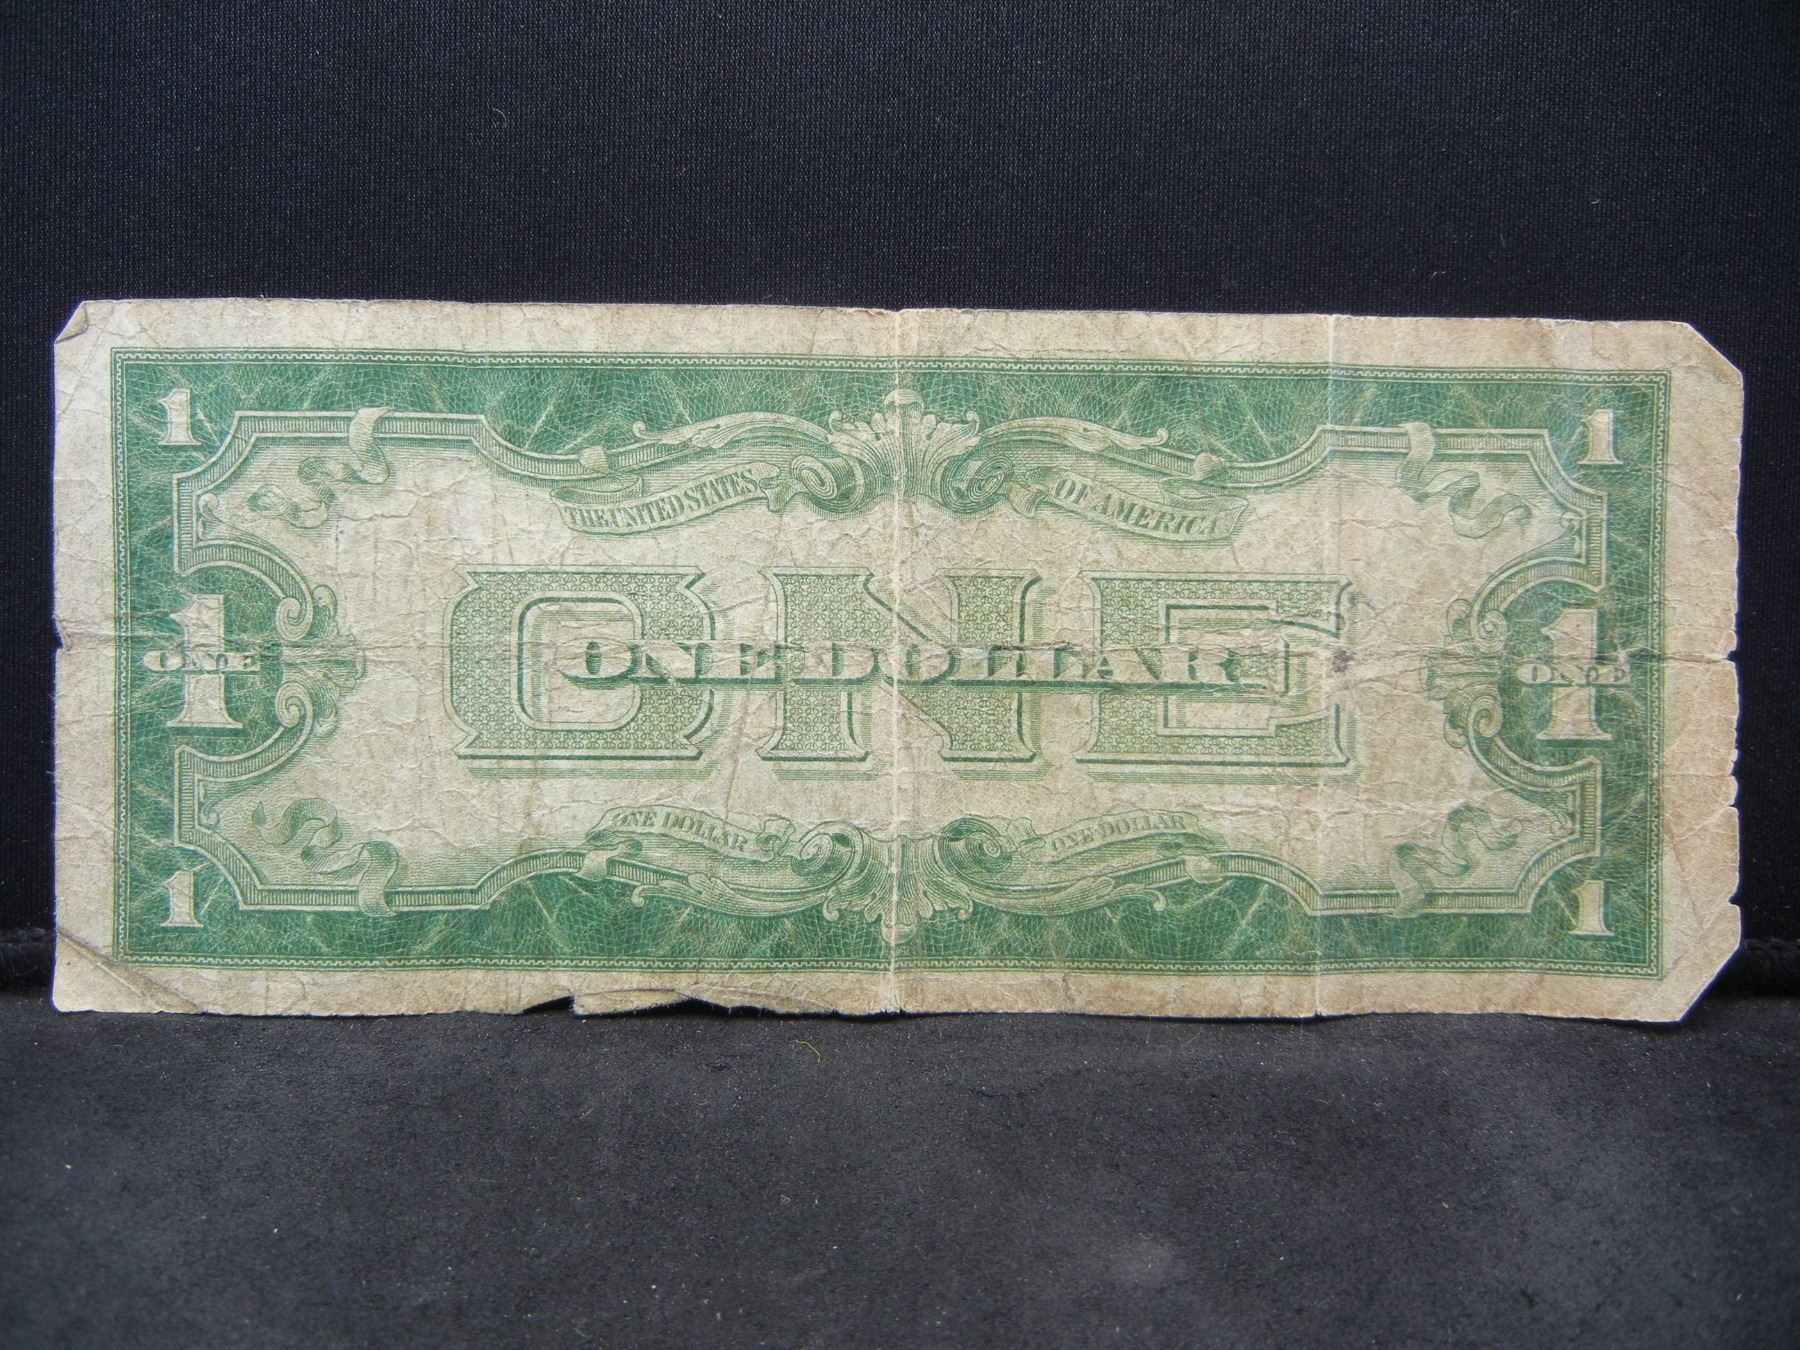 1 1
THE UNITED STATES OF AMERICA
ONE
1 ONE ONE DOLLAR 1 ONE
ONE DOLLAR ONE DOLLAR
1 1